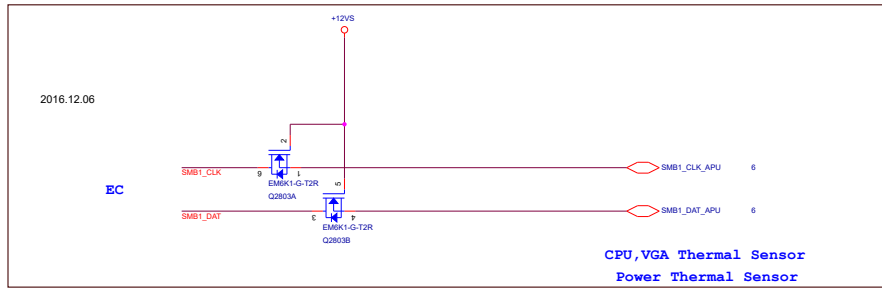 +12VS
2016.12.06
2
SMB1_CLK
6
1
SMB1_CLK_APU
6
EM6K1-G-T2R
Q2803A
5
EC
SMB1_DAT
3
4
SMB1_DAT_APU
6
EM6K1-G-T2R
Q2803B
CPU,VGA Thermal Sensor
Power Thermal Sensor